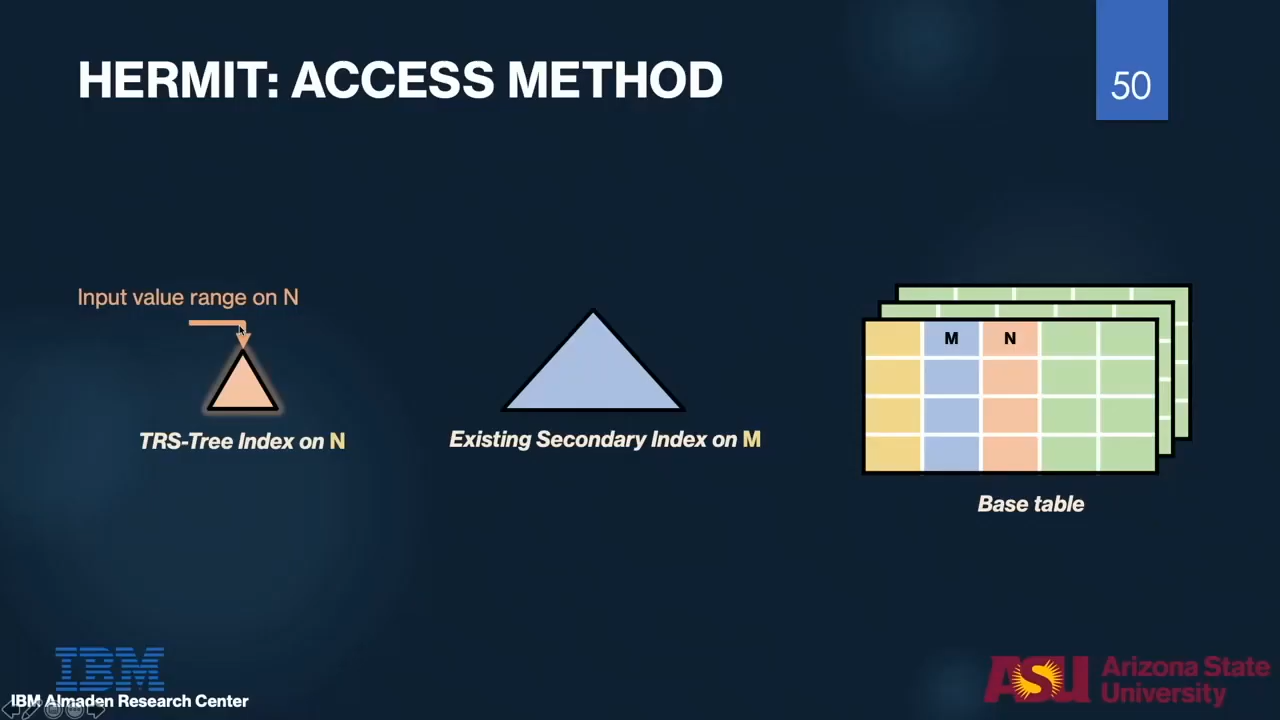 HERMIT: ACCESS METHOD
50
Input value range on N
M
N
TRS-Tree Index on N
Existing Secondary Index on M
Base table
IBM
IBM Almaden Research Center
ASU
Arizona State
University